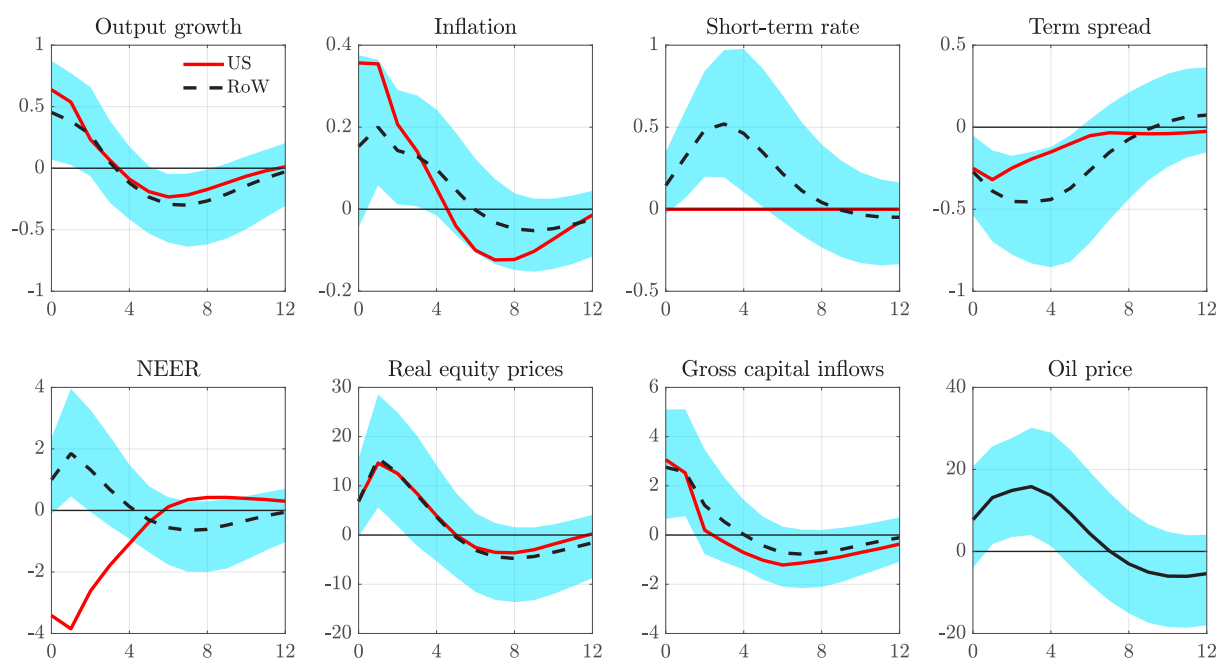 Output growth
Inflation
Short-term rate
Term spread
1
0.5
0
-0.5
-1
US
RoW
0 4 8 12
0.4
0.2
0
-0.2
0 4 8 12
1
0.5
0
-0.5
0 4 8 12
0.5
0
-0.5
-1
0 4 8 12
NEER
Real equity prices
Gross capital inflows
Oil price
4
2
0
-2
-4
0 4 8 12
30
20
10
0
-10
-20
0 4 8 12
6
4
2
0
-2
-4
0 4 8 12
40
20
0
-20
0 4 8 12